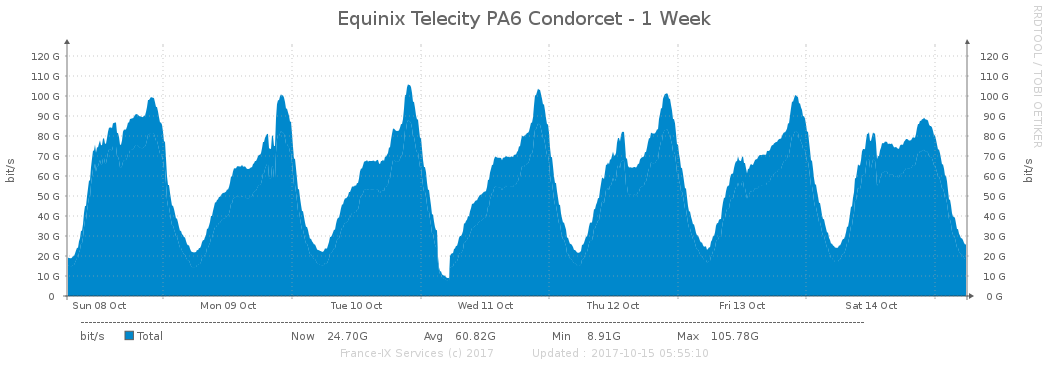 Equinix Telecity PA6 Condorcet - 1 Week
RRDTOOL / TOBI OETIKER
120 G 120 G
110 G 110 G
100 G 100 G
90 G 90 G
80 G 80 G
70 G 70 G
60 G 60 G
50 G 50 G
40 G 40 G
30 G 30 G
20 G 20 G
10 G 10 G
0 0 G
bit/s bit/s
Sun 08 Oct Mon 09 Oct Tue 10 Oct Wed 11 Oct Thu 12 Oct Fri 13 Oct Sat 14 Oct
bit/s Total Now 24.70G Avg 60.82G Min 8.91G Max 105.78G
France-IX Services (c) 2017 Updated : 2017-10-15 05:55:10